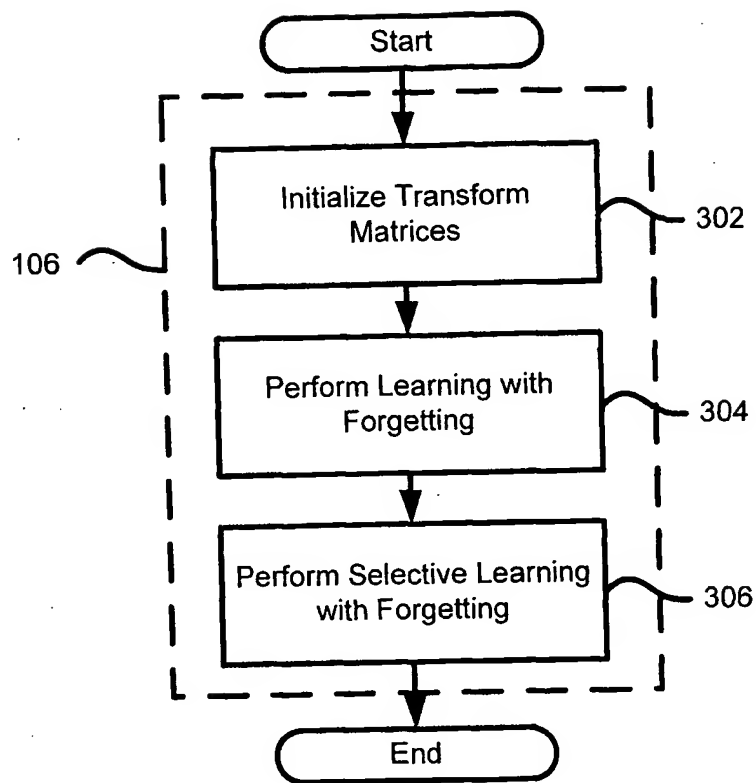 Start
Initialize Transform
Matrices
302
106
Perform Learning with
Forgetting
304
Perform Selective Learning
with Forgetting
306
End